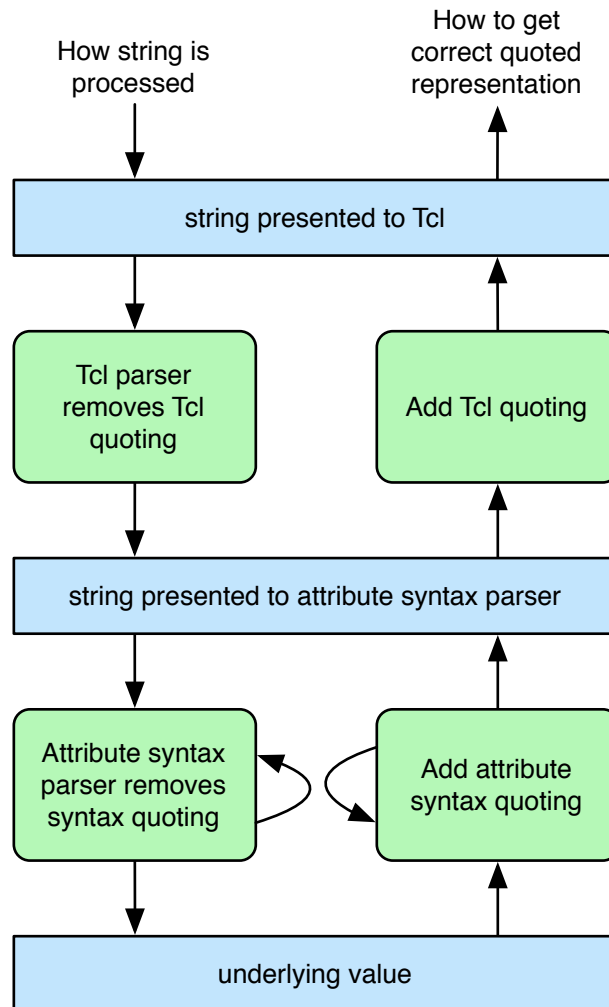 How string is
processed
How to get
correct quoted
representation
string presented to Tcl
Tcl parser
removes Tcl
quoting
Add Tcl quoting
string presented to attribute syntax parser
Attribute syntax
parser removes
syntax quoting
Add attribute
syntax quoting
underlying value